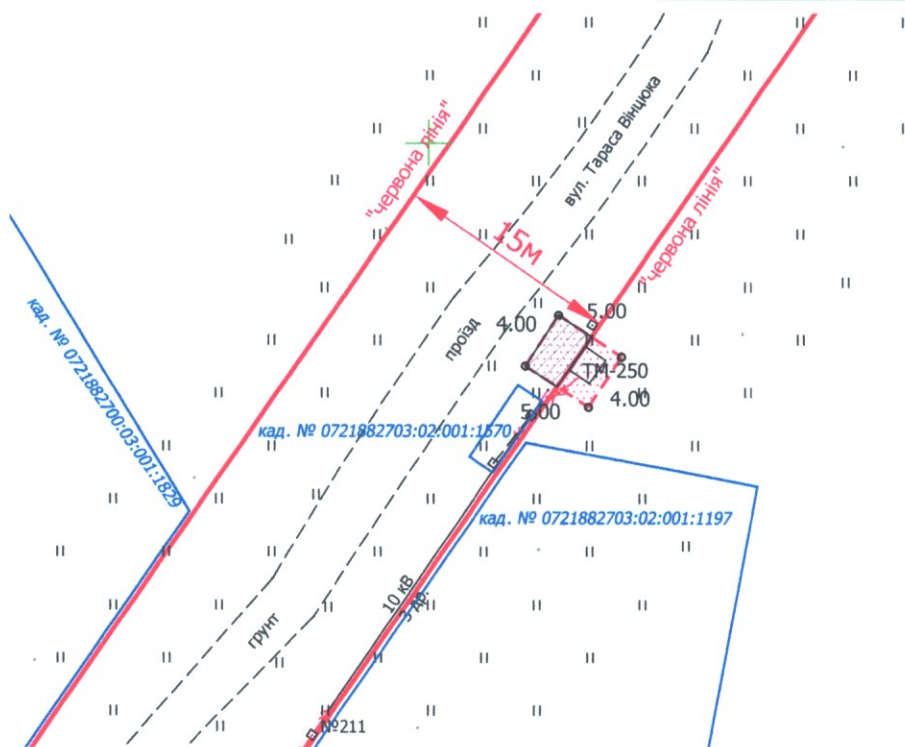 "червона лінія"
вул. Тараса Вінцюка
"червона лінія"
15м
кад. № 0721882700:03:001:1829
проїзд
5.00
4.00
ТМ-250
4.00
5.00
кад. № 0721882703:02:001:1570
кад. № 0721882703:02:001:1197
10 кВ
3 др.
грунт
№211